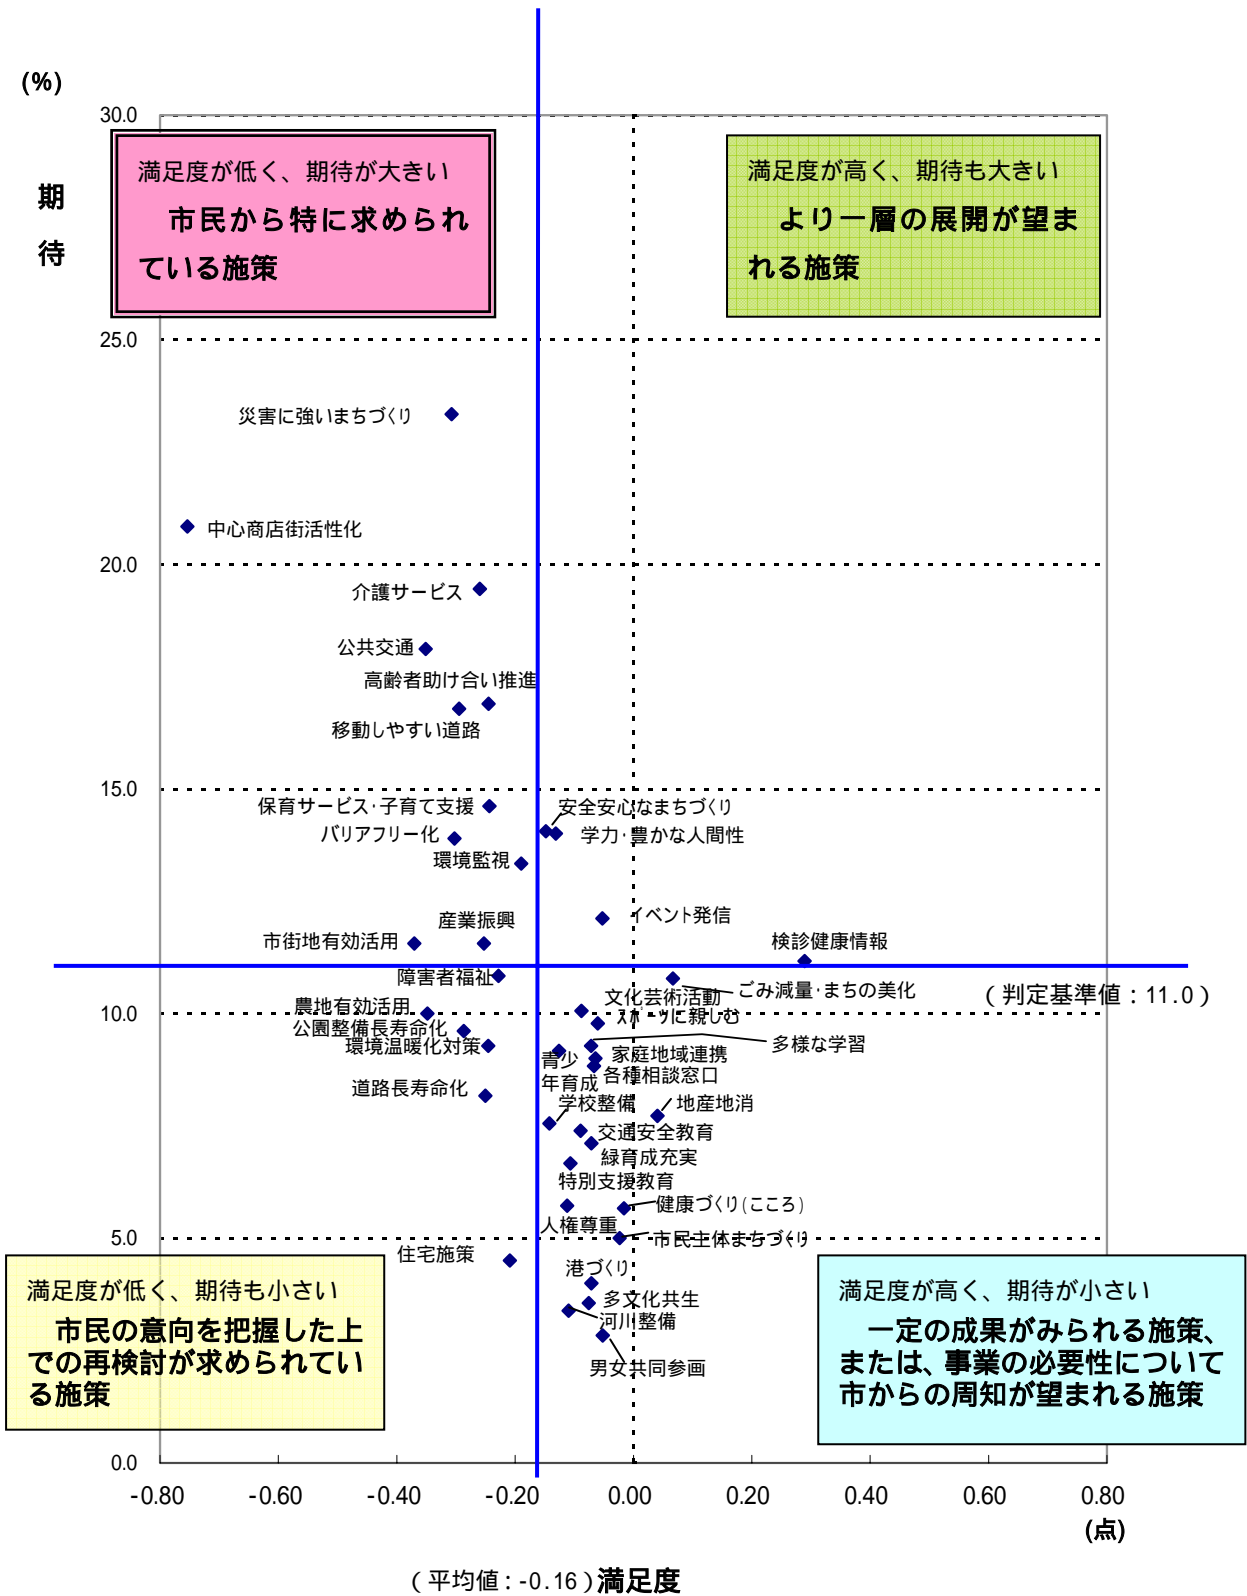 (%)
30.0
期
待
満足度が低く、期待が大きい
市民から特に求められ
ている施策
満足度が高く、期待も大きい
より一層の展開が望ま
れる施策
25.0
災害に強いまちづくり
中心商店街活性化
20.0
介護サービス
公共交通
高齢者助け合い推進
移動しやすい道路
15.0
保育サービス・子育て支援
安全安心なまちづくり
バリアフリー化
学力・豊かな人間性
環境監視
イベント発信
産業振興
市街地有効活用
検診健康情報
障害者福祉
ごみ減量・まちの美化
(判定基準値:11.0)
文化芸術活動
農地有効活用
10.0
スポーツに親しむ
公園整備長寿命化
環境温暖化対策
多様な学習
家庭地域連携
青少
年育成
各種相談窓口
道路長寿命化
学校整備
地産地消
交通安全教育
緑育成充実
特別支援教育
健康づくり(こころ)
人権尊重
5.0
市民主体まちづくり
住宅施策
港づくり
多文化共生
河川整備
男女共同参画
満足度が低く、期待も小さい
市民の意向を把握した上
での再検討が求められてい
る施策
満足度が高く、期待が小さい
一定の成果がみられる施策、
または、事業の必要性について
市からの周知が望まれる施策
0.0
-0.80 -0.60 -0.40 -0.20 0.00 0.20 0.40 0.60 0.80
(点)
(平均値:-0.16)満足度